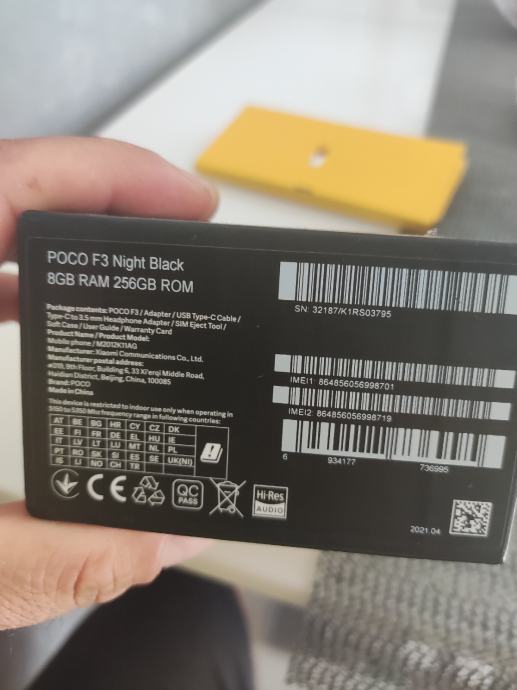 POCO F3 Night Black
8GB RAM 256GB ROM
Package contents: POCO F3 / Adapter / USB Type-C Cable /
Type-C to 3.5 mm Headphone Adapter / SIM Eject Tool /
Soft Case / User Guide / Warranty Card
Product Name / Product Model:
Mobile phone / M2012K11AG
Manufacturer: Xiaomi Communications Co., Ltd.
Manufacturer postal address:
#019, 9th Floor, Building 6, 33 Xi'erqi Middle Road,
Haidian District, Beijing, China, 100085
Brand: POCO
Made in China
This device is restricted to indoor use only when operating in
5150 to 5350 Mhz frequency range in following countries:
AT BE BG HR CY CZ DK
EE FI FR DE EL HU IE
IT LV LT LU MT NL PL
PT RO SK SI ES SE UK(NI)
IS LI NO CH TR
CE
QC
PASS
Hi-Res
AUDIO
SN: 32187/K1RS03795
IMEI1 864856056998701
IMEI2 864856056998719
6 934177 736995
2021.04